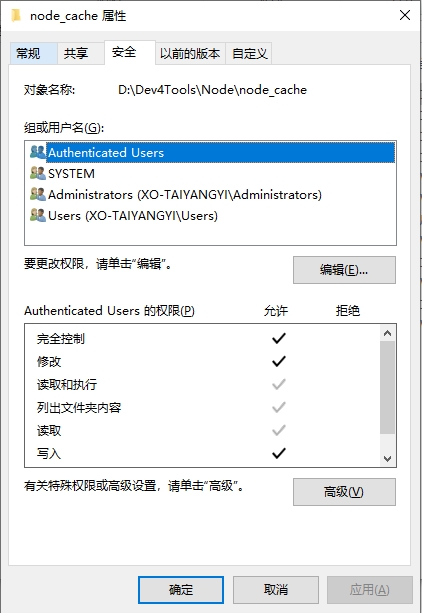 node_cache 属性
常规 共享 安全 以前的版本 自定义
对象名称: D:\Dev4Tools\Node\node_cache
组或用户名(G):
Authenticated Users
SYSTEM
Administrators (XO-TAIYANGYI\Administrators)
Users (XO-TAIYANGYI\Users)
要更改权限，请单击“编辑”。
编辑(E)...
Authenticated Users 的权限(P) 允许 拒绝
完全控制
修改
读取和执行
列出文件夹内容
读取
写入
有关特殊权限或高级设置，请单击“高级”。
高级(V)
确定 取消 应用(A)